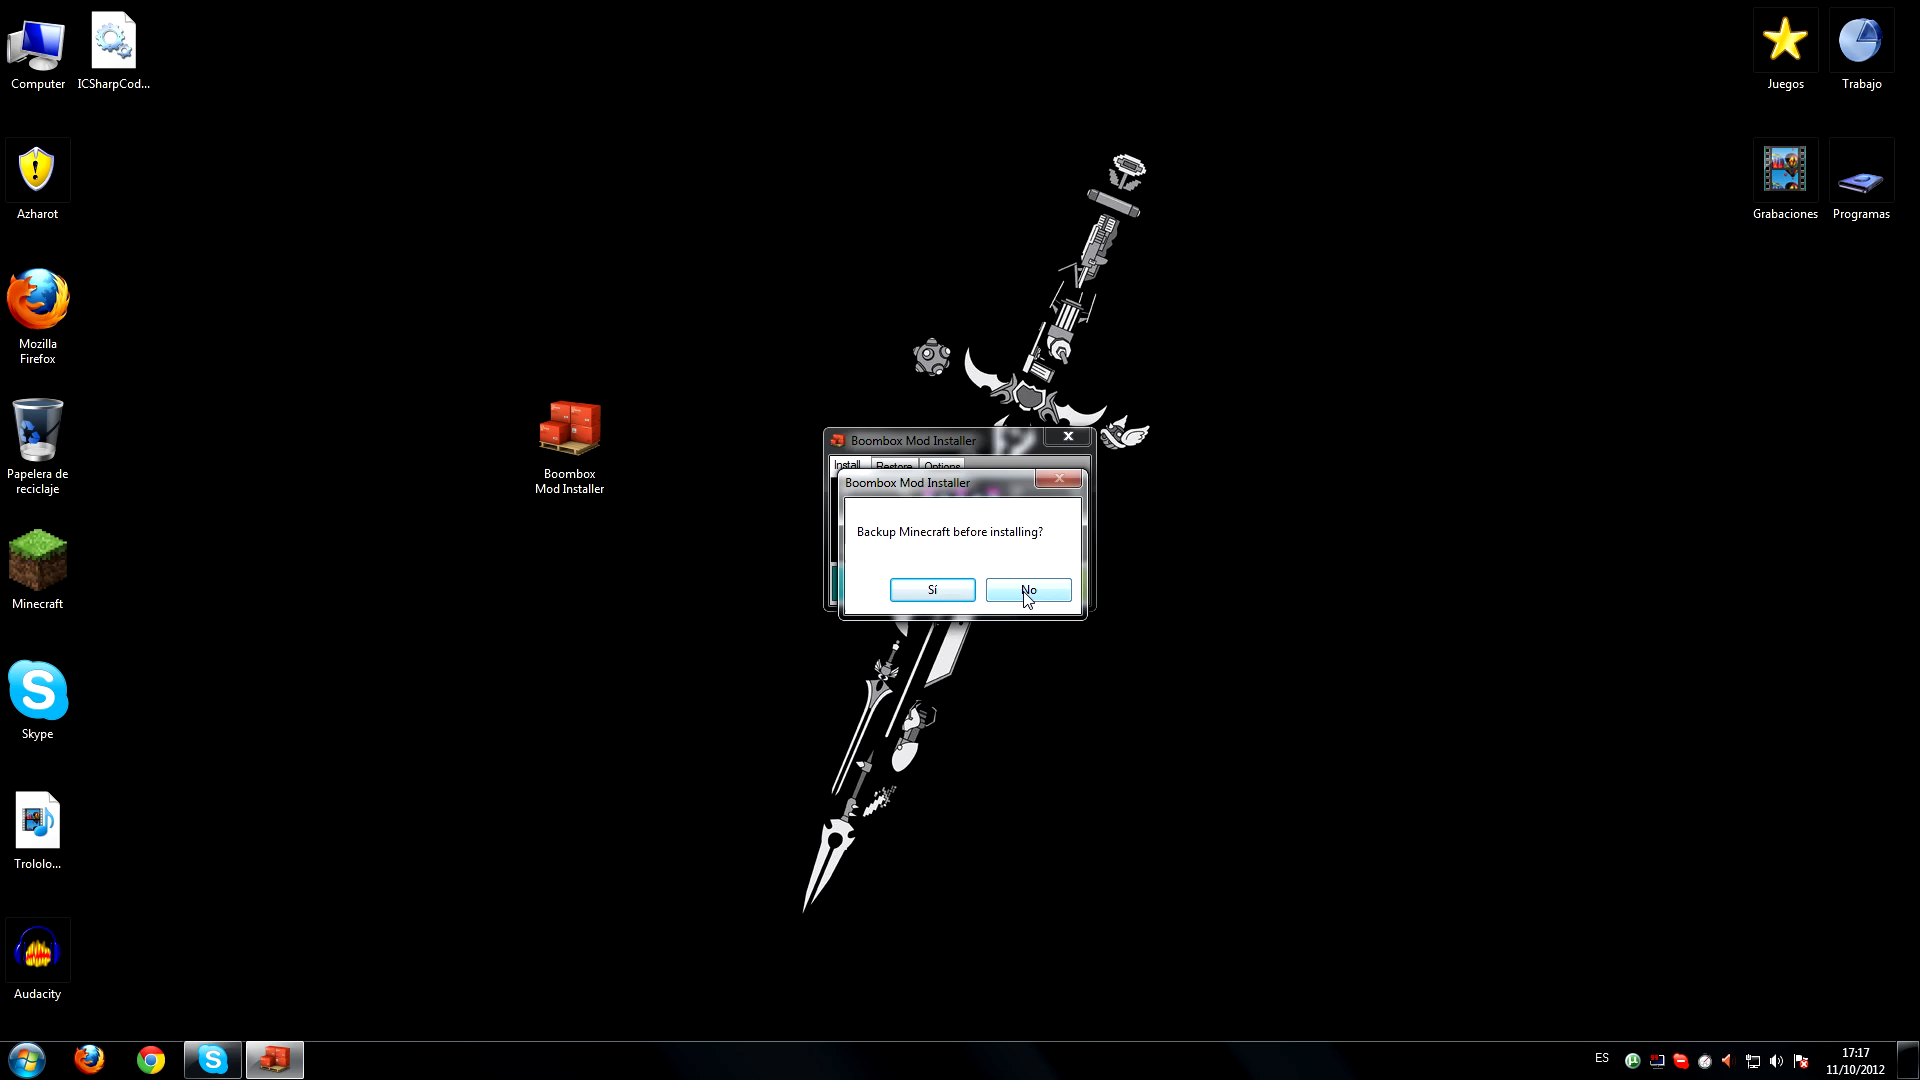 Computer
ICSharpCod...
Juegos
Trabajo
Azharot
Grabaciones
Programas
Mozilla
Firefox
Papelera de
reciclaje
Boombox
Mod Installer
Boombox Mod Installer
Install
Restore
Options
Boombox Mod Installer
Backup Minecraft before installing?
Sí
No
Minecraft
Skype
Trololo...
Audacity
ES
17:17
11/10/2012